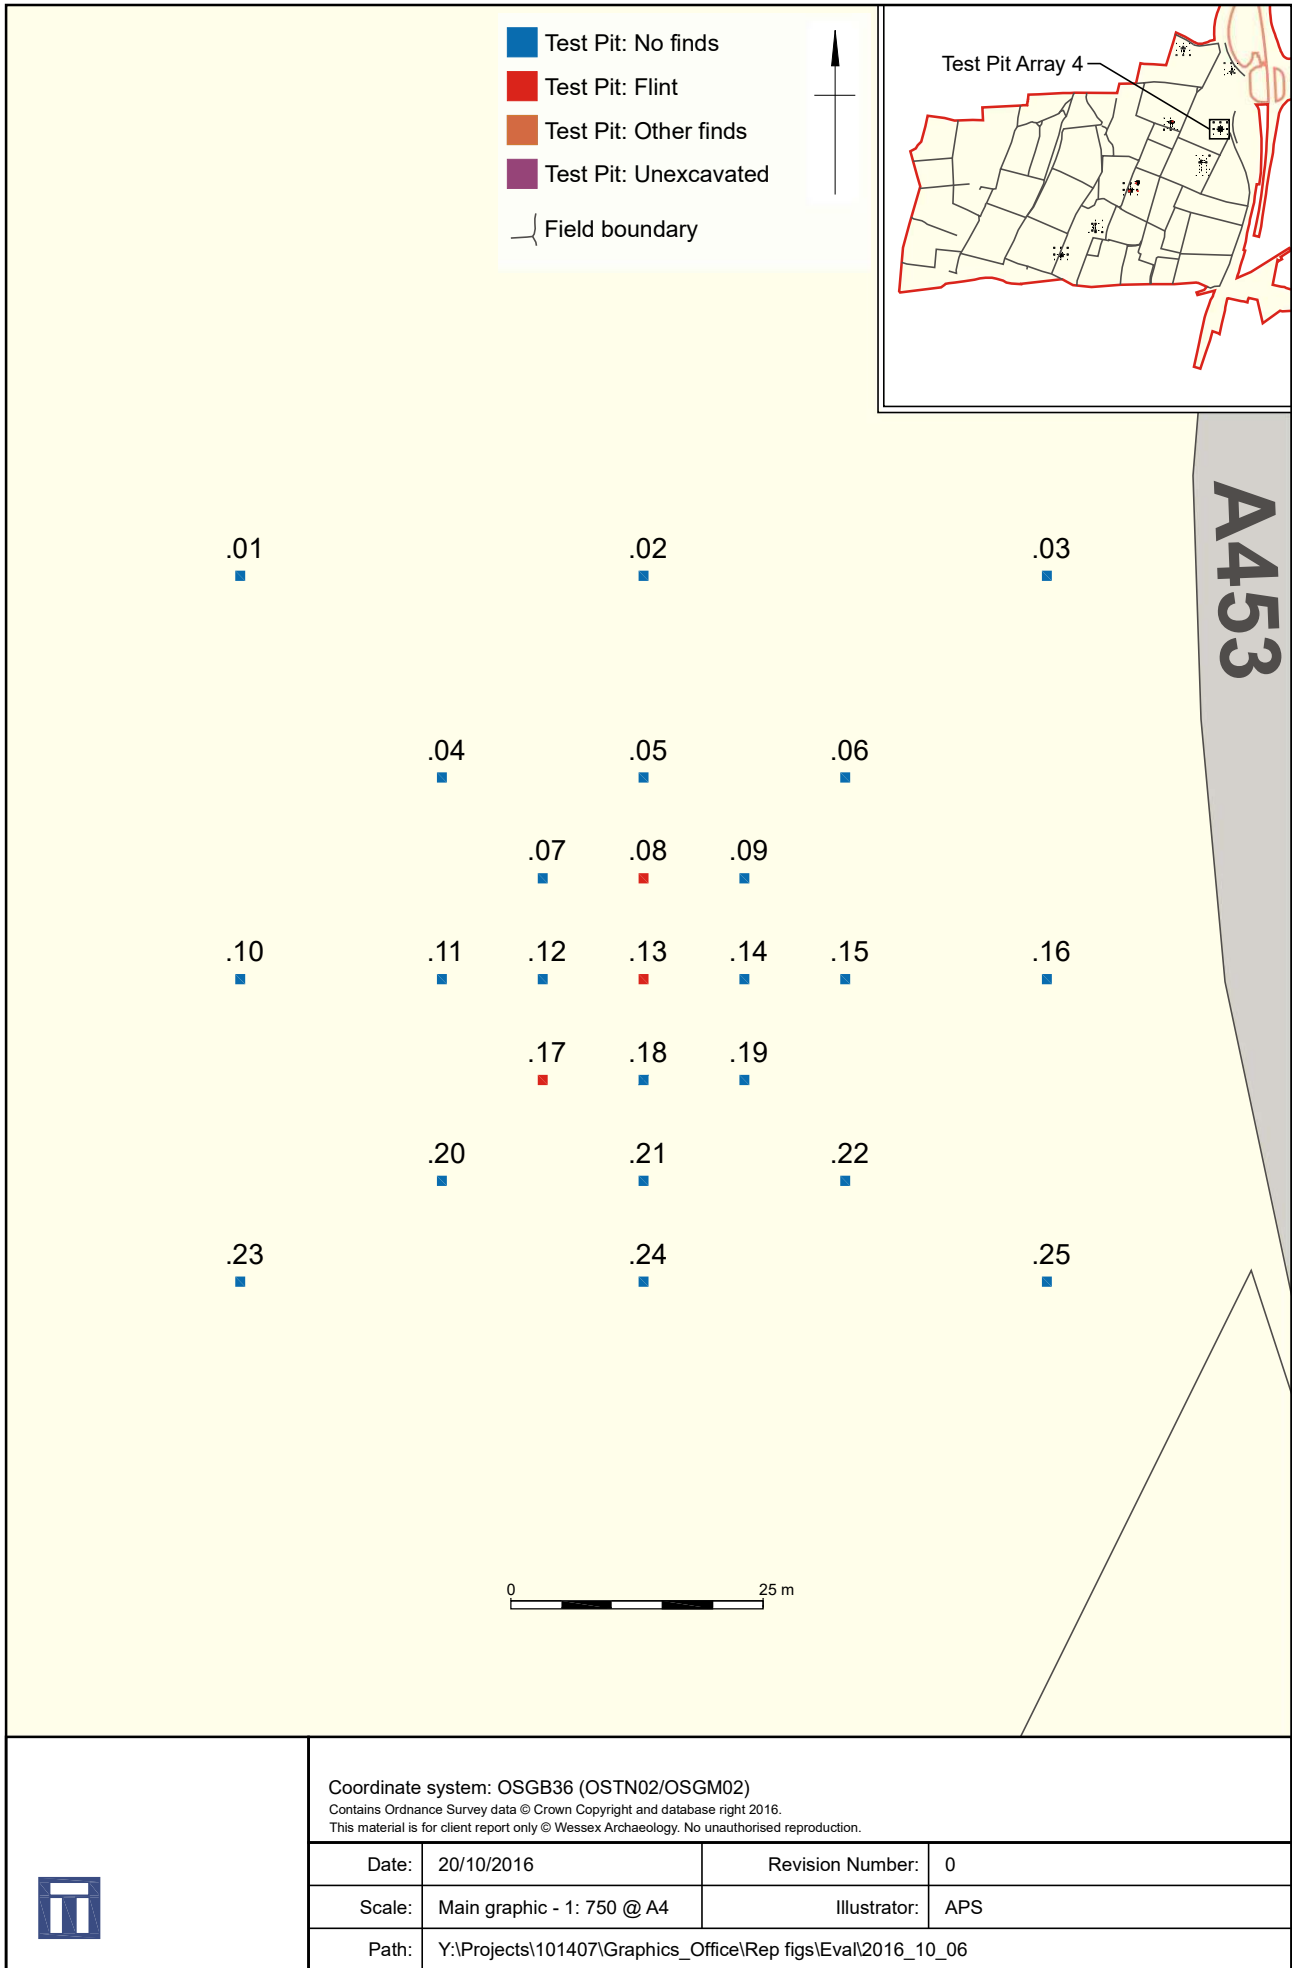 Test Pit: No finds
Test Pit: Flint
Test Pit: Other finds
Test Pit: Unexcavated
Field boundary
Test Pit Array 4
A453
.01
.02
.03
.04
.05
.06
.07
.08
.09
.10
.11
.12
.13
.14
.15
.16
.17
.18
.19
.20
.21
.22
.23
.24
.25
0
25 m
Coordinate system: OSGB36 (OSTN02/OSGM02)
Contains Ordnance Survey data © Crown Copyright and database right 2016.
This material is for client report only © Wessex Archaeology. No unauthorised reproduction.
Date: 20/10/2016
Revision Number: 0
Scale: Main graphic - 1: 750 @ A4
Illustrator: APS
Path: Y:\Projects\101407\Graphics_Office\Rep figs\Eval\2016_10_06